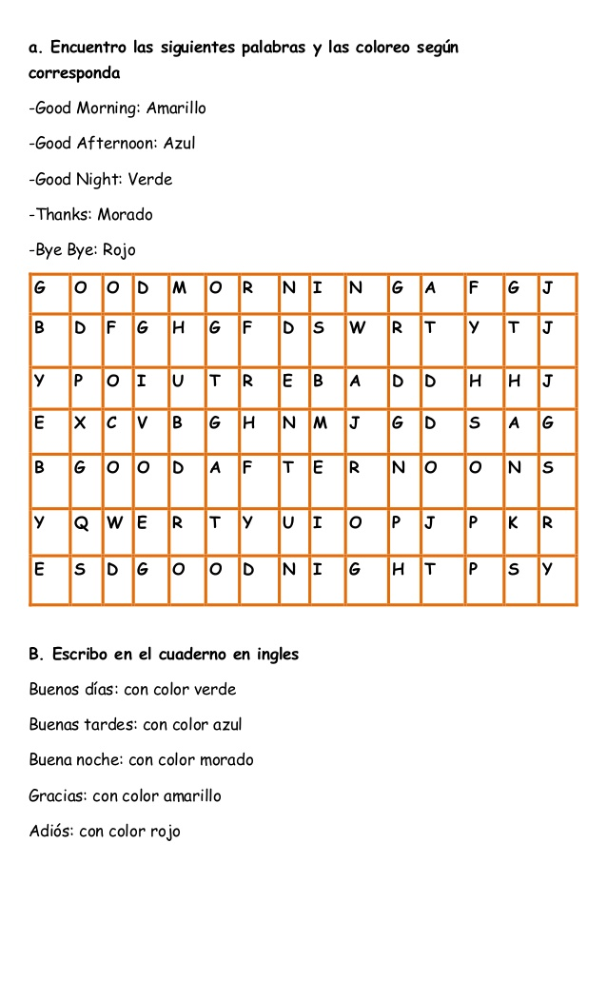 a. Encuentro las siguientes palabras y las coloreo según
corresponda
-Good Morning: Amarillo
-Good Afternoon: Azul
-Good Night: Verde
-Thanks: Morado
-Bye Bye: Rojo
G O O D M O R N I N G A F G J
B D F G H G F D S W R T Y T J
Y P O I U T R E B A D D H H J
E X C V B G H N M J G D S A G
B G O O D A F T E R N O O N S
Y Q W E R T Y U I O P J P K R
E S D G O O D N I G H T P S Y
B. Escribo en el cuaderno en ingles
Buenos días: con color verde
Buenas tardes: con color azul
Buena noche: con color morado
Gracias: con color amarillo
Adiós: con color rojo